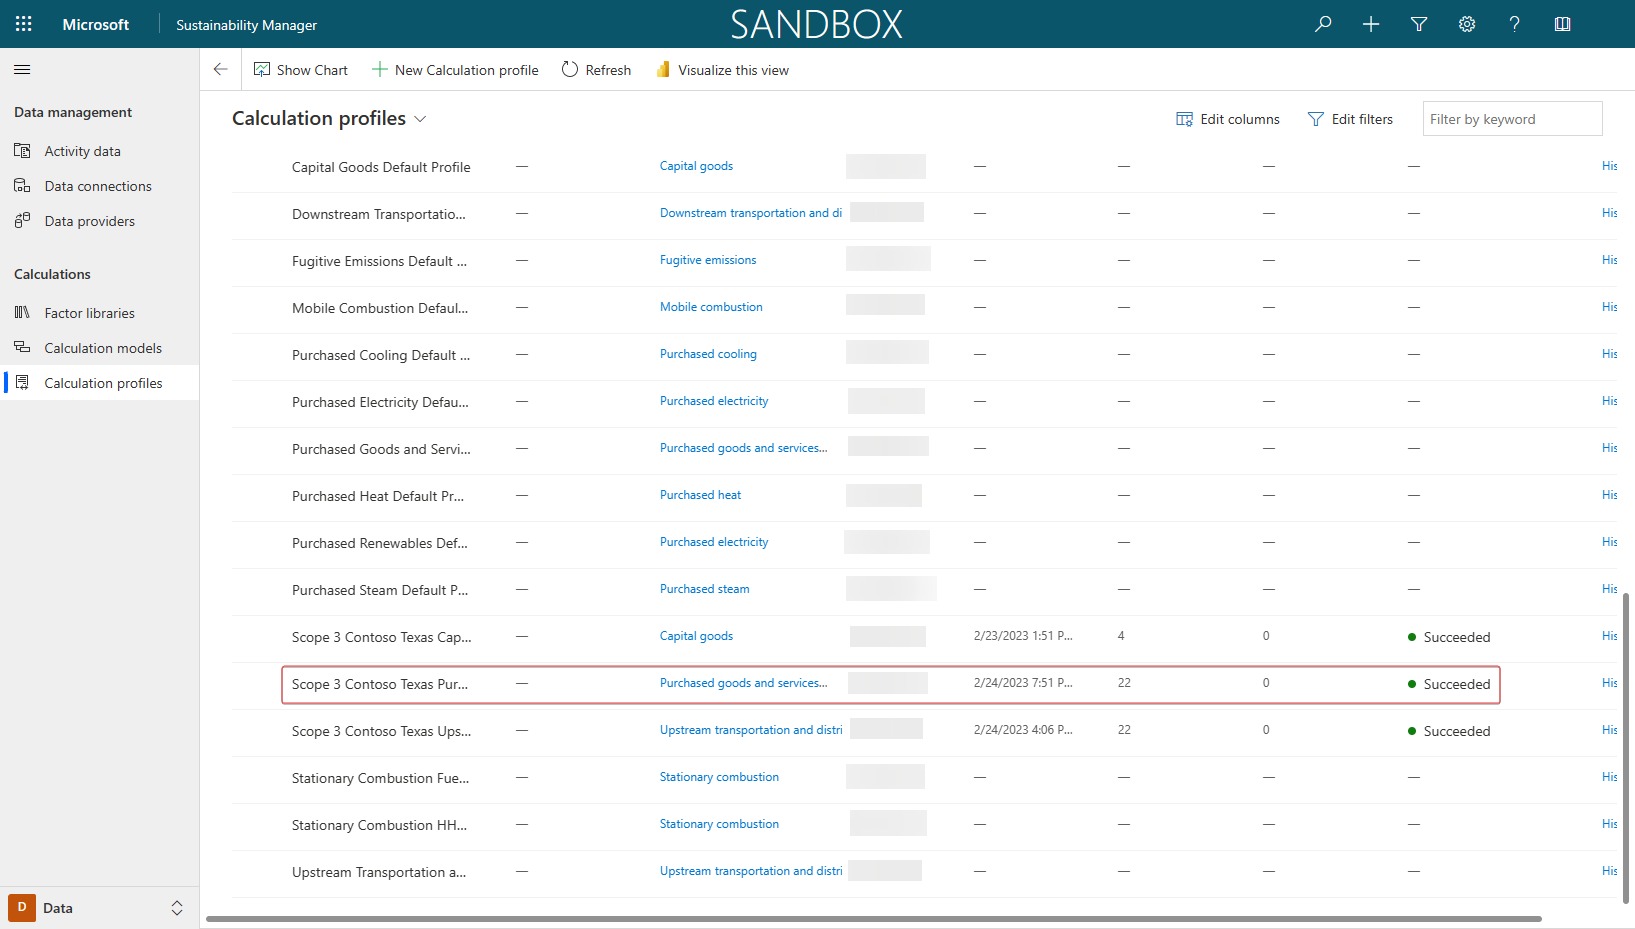 Microsoft Sustainability Manager SANDBOX
Show Chart New Calculation profile Refresh Visualize this view
Data management
Activity data
Data connections
Data providers
Calculations
Factor libraries
Calculation models
Calculation profiles
D Data
Calculation profiles Edit columns Edit filters Filter by keyword
Capital Goods Default Profile — Capital goods — — — — His
Downstream Transportatio... — Downstream transportation and di — — — — His
Fugitive Emissions Default ... — Fugitive emissions — — — — His
Mobile Combustion Defaul... — Mobile combustion — — — — His
Purchased Cooling Default ... — Purchased cooling — — — — His
Purchased Electricity Defau... — Purchased electricity — — — — His
Purchased Goods and Servi... — Purchased goods and services... — — — — His
Purchased Heat Default Pr... — Purchased heat — — — — His
Purchased Renewables Def... — Purchased electricity — — — — His
Purchased Steam Default P... — Purchased steam — — — — His
Scope 3 Contoso Texas Cap... — Capital goods 2/23/2023 1:51 P... 4 0 Succeeded His
Scope 3 Contoso Texas Pur... — Purchased goods and services... 2/24/2023 7:51 P... 22 0 Succeeded His
Scope 3 Contoso Texas Ups... — Upstream transportation and distri 2/24/2023 4:06 P... 22 0 Succeeded His
Stationary Combustion Fue... — Stationary combustion — — — — His
Stationary Combustion HH... — Stationary combustion — — — — His
Upstream Transportation a... — Upstream transportation and distri — — — — His